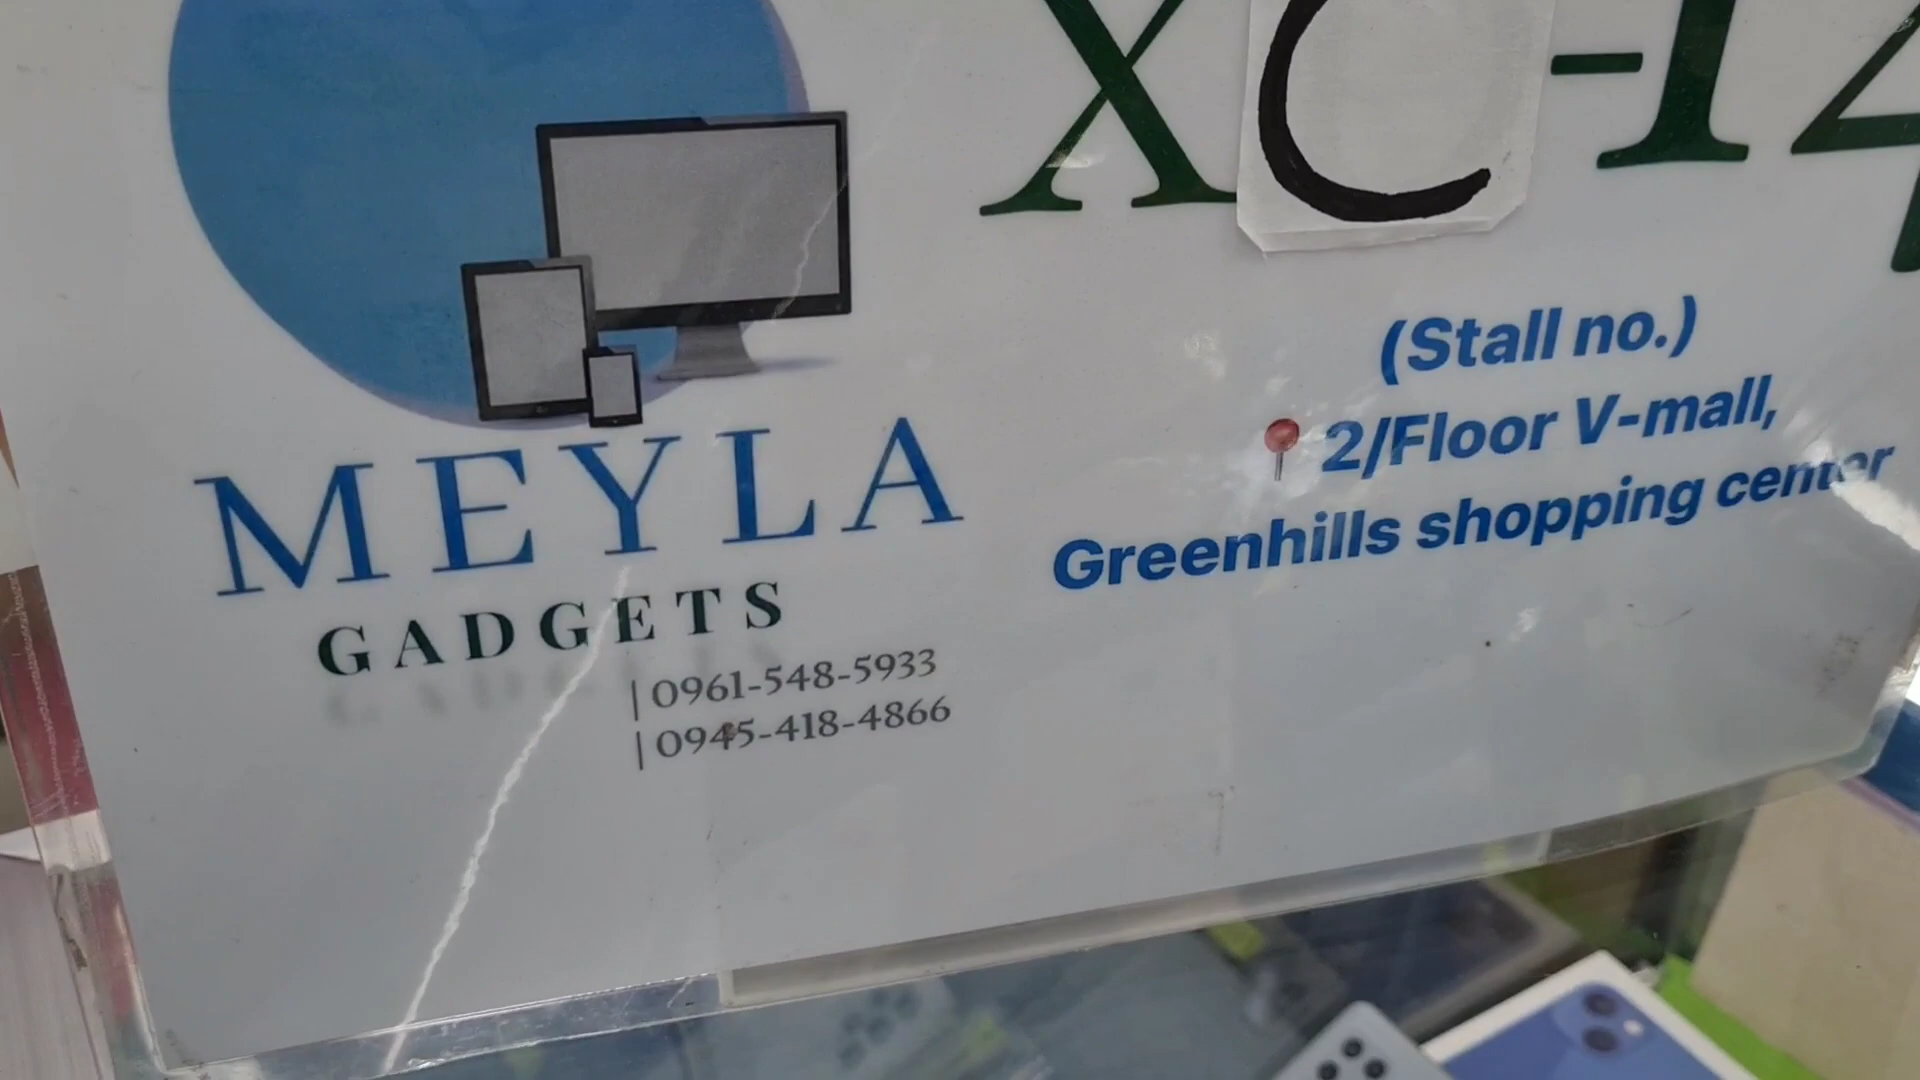 XC-14
(Stall no.)
2/Floor V-mall,
Greenhills shopping center
MEYLA
GADGETS
| 0961-548-5933
| 0945-418-4866